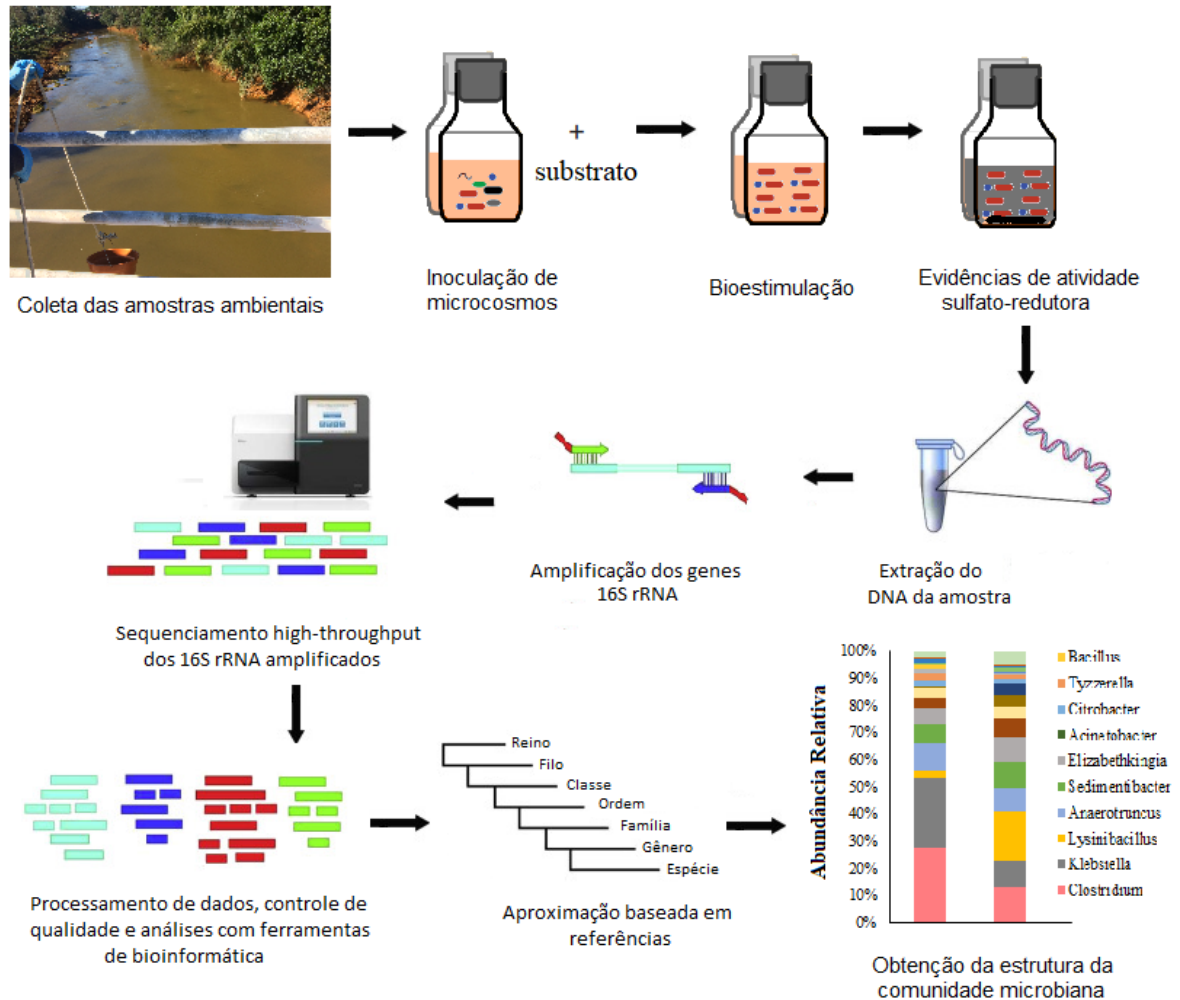 +
substrato
Coleta das amostras ambientais
Inoculação de
microcosmos
Bioestimulação
Evidências de atividade
sulfato-redutora
Extração do
DNA da amostra
Amplificação dos genes
16S rRNA
Sequenciamento high-throughput
dos 16S rRNA amplificados
Processamento de dados, controle de
qualidade e análises com ferramentas
de bioinformática
Reino
Filo
Classe
Ordem
Família
Gênero
Espécie
Aproximação baseada em
referências
Abundância Relativa
100%
90%
80%
70%
60%
50%
40%
30%
20%
10%
0%
Bacillus
Tyzzerella
Citrobacter
Acinetobacter
Elizabethkingia
Sedimentibacter
Anaerotruncus
Lysinibacillus
Klebsiella
Clostridium
Obtenção da estrutura da
comunidade microbiana